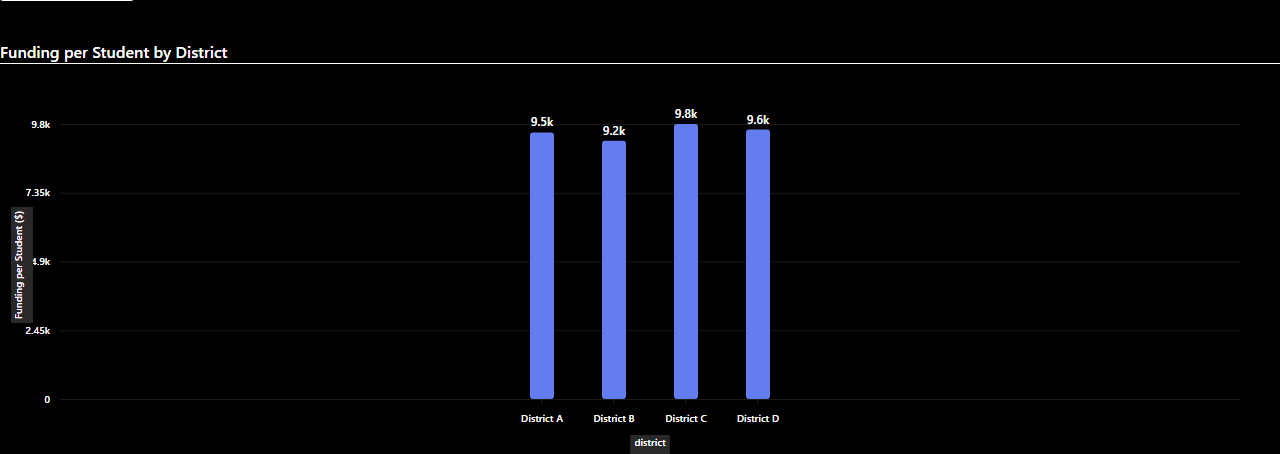 Funding per Student by District
9.8k
7.35k
4.9k
2.45k
0
Funding per Student ($)
9.5k
9.2k
9.8k
9.6k
District A
District B
District C
District D
district